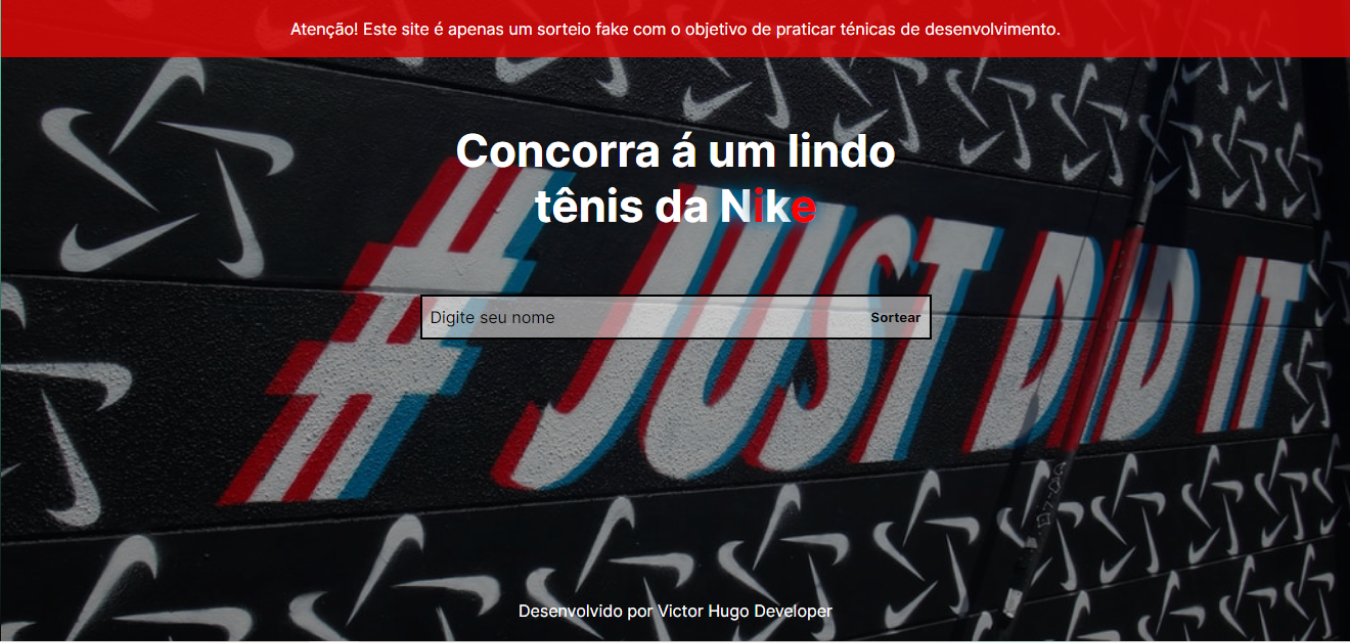 Atenção! Este site é apenas um sorteio fake com o objetivo de praticar ténicas de desenvolvimento.
Concorra á um lindo
tênis da Nike
# JUST DID IT
Digite seu nome
Sortear
Desenvolvido por Victor Hugo Developer